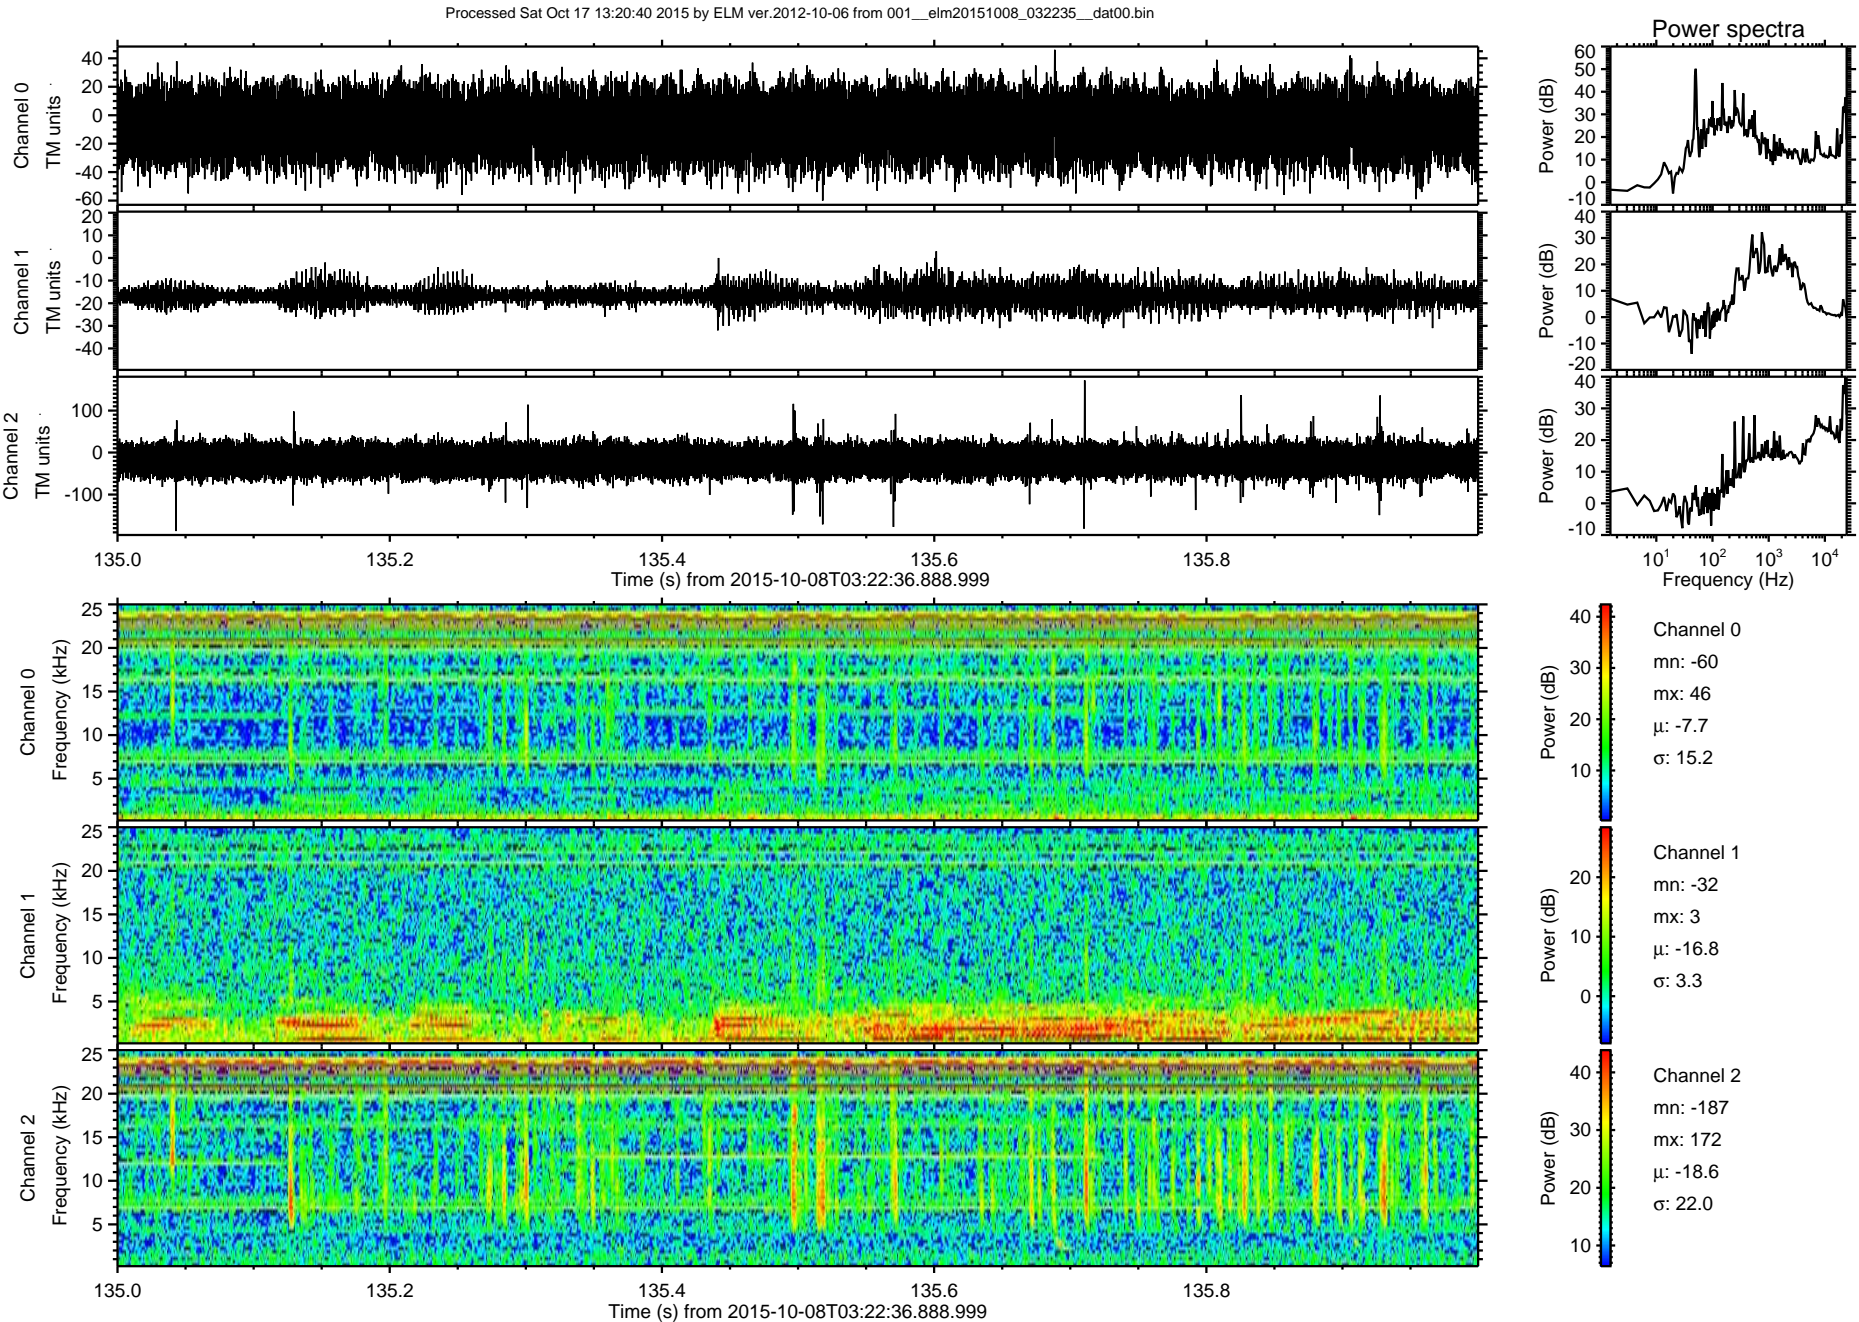 Processed Sat Oct 17 13:20:40 2015 by ELM ver.2012-10-06 from 001__elm20151008_032235__dat00.bin
Power spectra
Channel 0
TM units
40
20
0
-20
-40
-60
Power (dB)
60
50
40
30
20
10
0
-10
Channel 1
TM units
20
10
0
-10
-20
-30
-40
Power (dB)
40
30
20
10
0
-10
-20
Channel 2
TM units
100
0
-100
Power (dB)
40
30
20
10
0
-10
135.0 135.2 135.4 135.6 135.8
Time (s) from 2015-10-08T03:22:36.888.999
10^1 10^2 10^3 10^4
Frequency (Hz)
Channel 0
Frequency (kHz)
25
20
15
10
5
Power (dB)
40
30
20
10
Channel 0
mn: -60
mx: 46
μ: -7.7
σ: 15.2
Channel 1
Frequency (kHz)
25
20
15
10
5
Power (dB)
20
10
0
Channel 1
mn: -32
mx: 3
μ: -16.8
σ: 3.3
Channel 2
Frequency (kHz)
25
20
15
10
5
Power (dB)
40
30
20
10
Channel 2
mn: -187
mx: 172
μ: -18.6
σ: 22.0
135.0 135.2 135.4 135.6 135.8
Time (s) from 2015-10-08T03:22:36.888.999